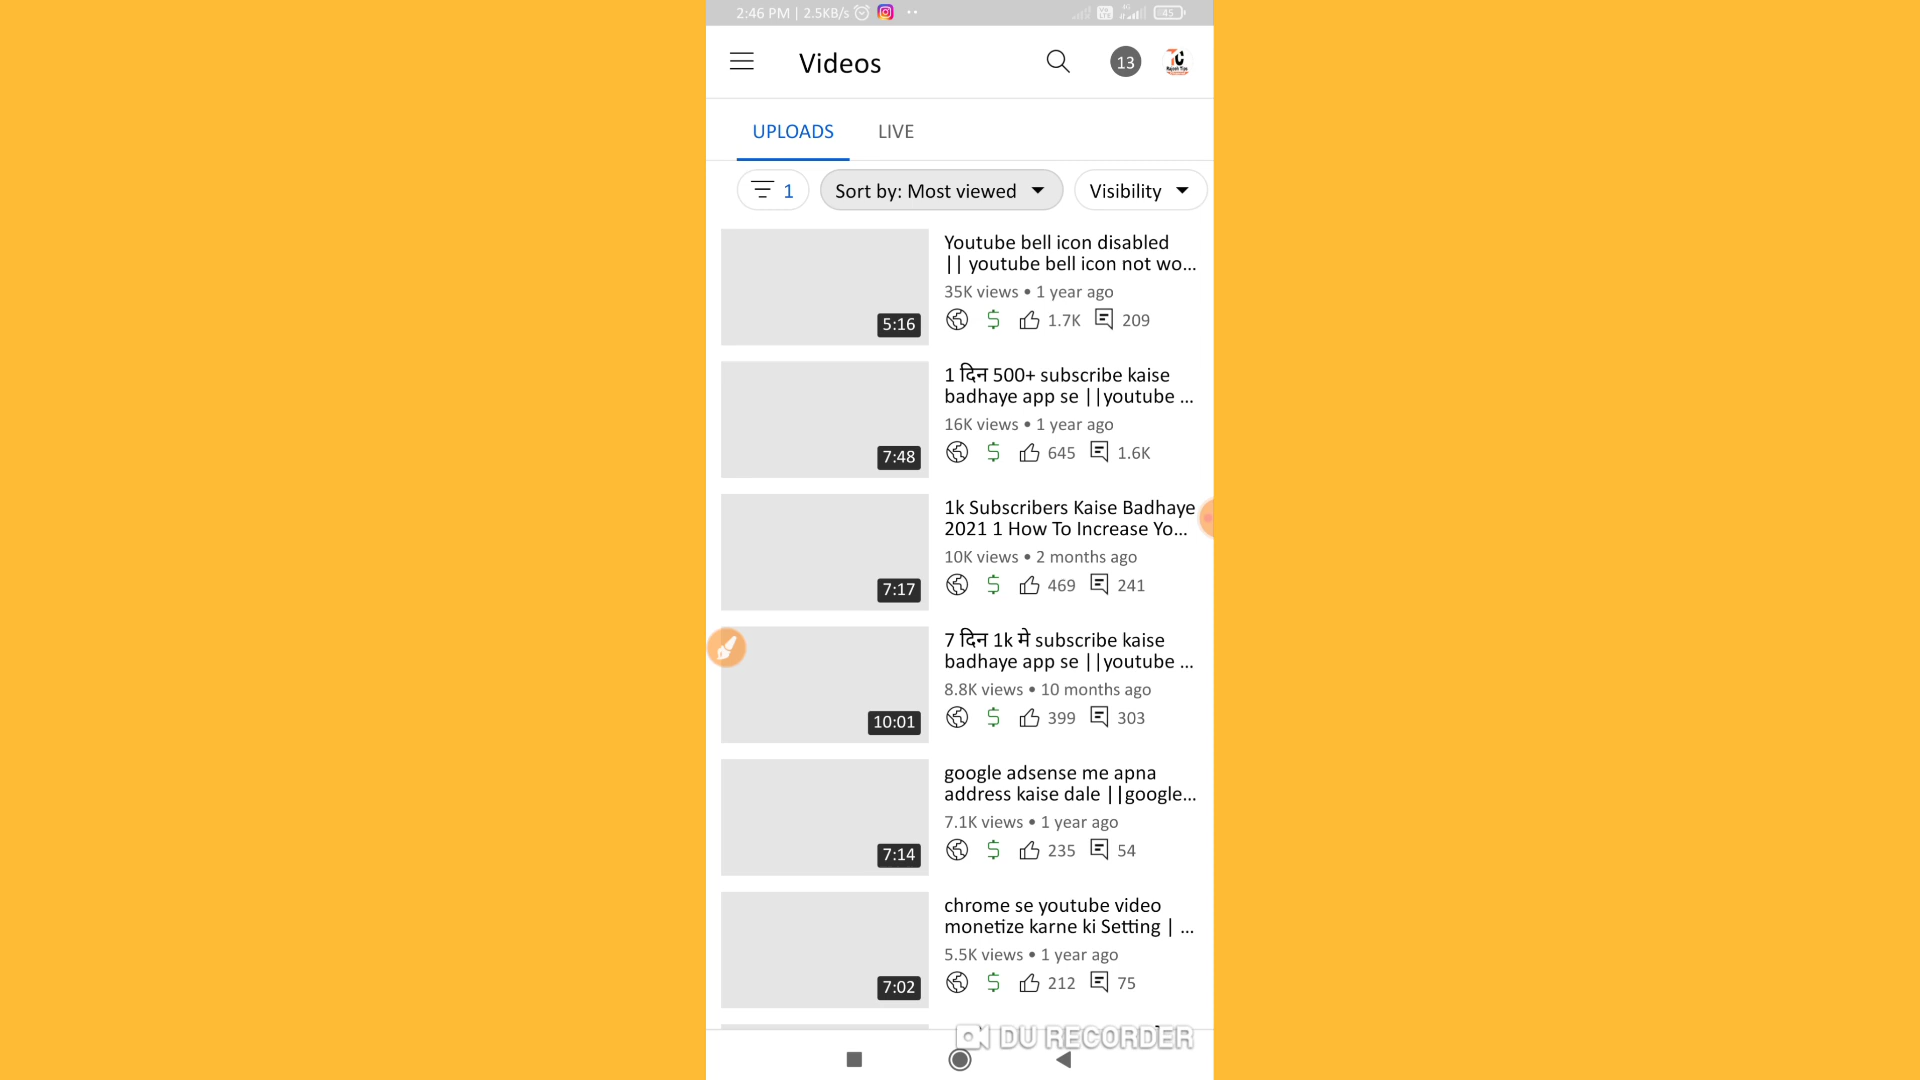 2:46 PM | 2.5KB/s
45
Videos
13
UPLOADS LIVE
1 Sort by: Most viewed Visibility
Youtube bell icon disabled
|| youtube bell icon not wo...
35K views • 1 year ago
1.7K 209
5:16
1 दिन 500+ subscribe kaise
badhaye app se ||youtube ...
16K views • 1 year ago
645 1.6K
7:48
1k Subscribers Kaise Badhaye
2021 1 How To Increase Yo...
10K views • 2 months ago
469 241
7:17
7 दिन 1k मे subscribe kaise
badhaye app se ||youtube ...
8.8K views • 10 months ago
399 303
10:01
google adsense me apna
address kaise dale ||google...
7.1K views • 1 year ago
235 54
7:14
chrome se youtube video
monetize karne ki Setting | ...
5.5K views • 1 year ago
212 75
7:02
DU RECORDER